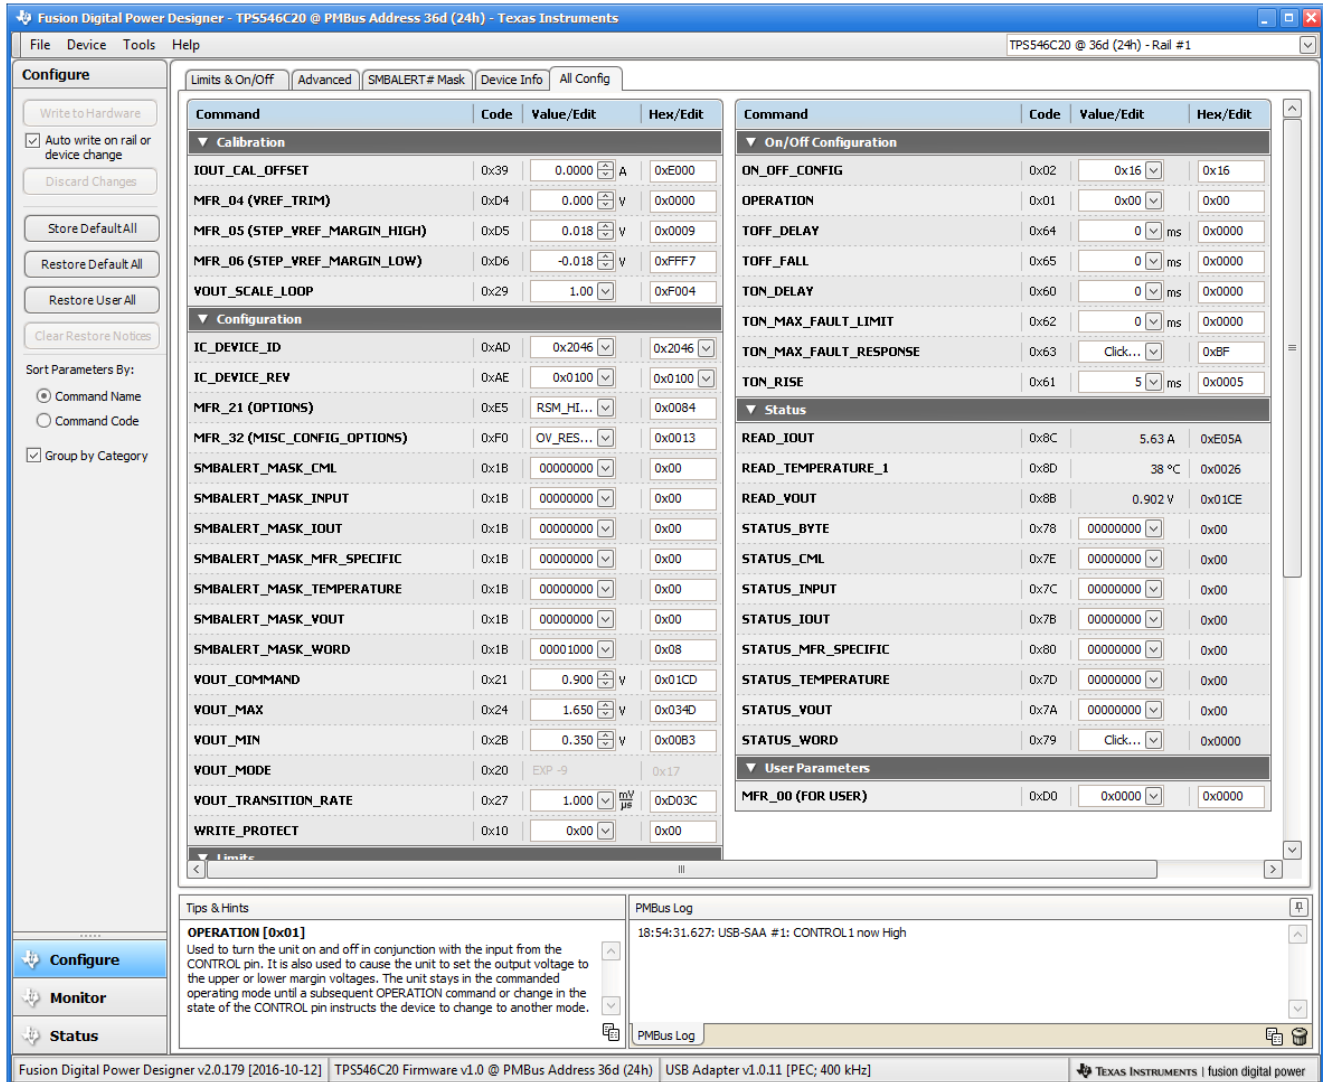 Fusion Digital Power Designer - TPS546C20 @ PMBus Address 36d (24h) - Texas Instruments
File Device Tools Help
TPS546C20 @ 36d (24h) - Rail #1
Configure
Write to Hardware
Auto write on rail or
device change
Discard Changes
Store Default All
Restore Default All
Restore User All
Clear Restore Notices
Sort Parameters By:
Command Name
Command Code
Group by Category
Limits & On/Off Advanced SMBALERT# Mask Device Info All Config
Command Code Value/Edit Hex/Edit
Calibration
IOUT_CAL_OFFSET 0x39 0.0000 A 0xE000
MFR_04 (VREF_TRIM) 0xD4 0.000 V 0x0000
MFR_05 (STEP_VREF_MARGIN_HIGH) 0xD5 0.018 V 0x0009
MFR_06 (STEP_VREF_MARGIN_LOW) 0xD6 -0.018 V 0xFFF7
VOUT_SCALE_LOOP 0x29 1.00 0xF004
Configuration
IC_DEVICE_ID 0xAD 0x2046 0x2046
IC_DEVICE_REV 0xAE 0x0100 0x0100
MFR_21 (OPTIONS) 0xE5 RSM_HI... 0x0084
MFR_32 (MISC_CONFIG_OPTIONS) 0xF0 OV_RES... 0x0013
SMBALERT_MASK_CML 0x1B 00000000 0x00
SMBALERT_MASK_INPUT 0x1B 00000000 0x00
SMBALERT_MASK_IOUT 0x1B 00000000 0x00
SMBALERT_MASK_MFR_SPECIFIC 0x1B 00000000 0x00
SMBALERT_MASK_TEMPERATURE 0x1B 00000000 0x00
SMBALERT_MASK_VOUT 0x1B 00000000 0x00
SMBALERT_MASK_WORD 0x1B 00001000 0x08
VOUT_COMMAND 0x21 0.900 V 0x01CD
VOUT_MAX 0x24 1.650 V 0x034D
VOUT_MIN 0x2B 0.350 V 0x00B3
VOUT_MODE 0x20 EXP -9 0x17
VOUT_TRANSITION_RATE 0x27 1.000 mV/µs 0xD03C
WRITE_PROTECT 0x10 0x00 0x00
Limits
Command Code Value/Edit Hex/Edit
On/Off Configuration
ON_OFF_CONFIG 0x02 0x16 0x16
OPERATION 0x01 0x00 0x00
TOFF_DELAY 0x64 0 ms 0x0000
TOFF_FALL 0x65 0 ms 0x0000
TON_DELAY 0x60 0 ms 0x0000
TON_MAX_FAULT_LIMIT 0x62 0 ms 0x0000
TON_MAX_FAULT_RESPONSE 0x63 Click... 0xBF
TON_RISE 0x61 5 ms 0x0005
Status
READ_IOUT 0x8C 5.63 A 0xE05A
READ_TEMPERATURE_1 0x8D 38 °C 0x0026
READ_VOUT 0x8B 0.902 V 0x01CE
STATUS_BYTE 0x78 00000000 0x00
STATUS_CML 0x7E 00000000 0x00
STATUS_INPUT 0x7C 00000000 0x00
STATUS_IOUT 0x7B 00000000 0x00
STATUS_MFR_SPECIFIC 0x80 00000000 0x00
STATUS_TEMPERATURE 0x7D 00000000 0x00
STATUS_VOUT 0x7A 00000000 0x00
STATUS_WORD 0x79 Click... 0x0000
User Parameters
MFR_00 (FOR USER) 0xD0 0x0000 0x0000
Configure
Monitor
Status
Tips & Hints
OPERATION [0x01]
Used to turn the unit on and off in conjunction with the input from the
CONTROL pin. It is also used to cause the unit to set the output voltage to
the upper or lower margin voltages. The unit stays in the commanded
operating mode until a subsequent OPERATION command or change in the
state of the CONTROL pin instructs the device to change to another mode.
PMBus Log
18:54:31.627: USB-SAA #1: CONTROL1 now High
PMBus Log
Fusion Digital Power Designer v2.0.179 [2016-10-12] TPS546C20 Firmware v1.0 @ PMBus Address 36d (24h) USB Adapter v1.0.11 [PEC; 400 kHz] TEXAS INSTRUMENTS | fusion digital power